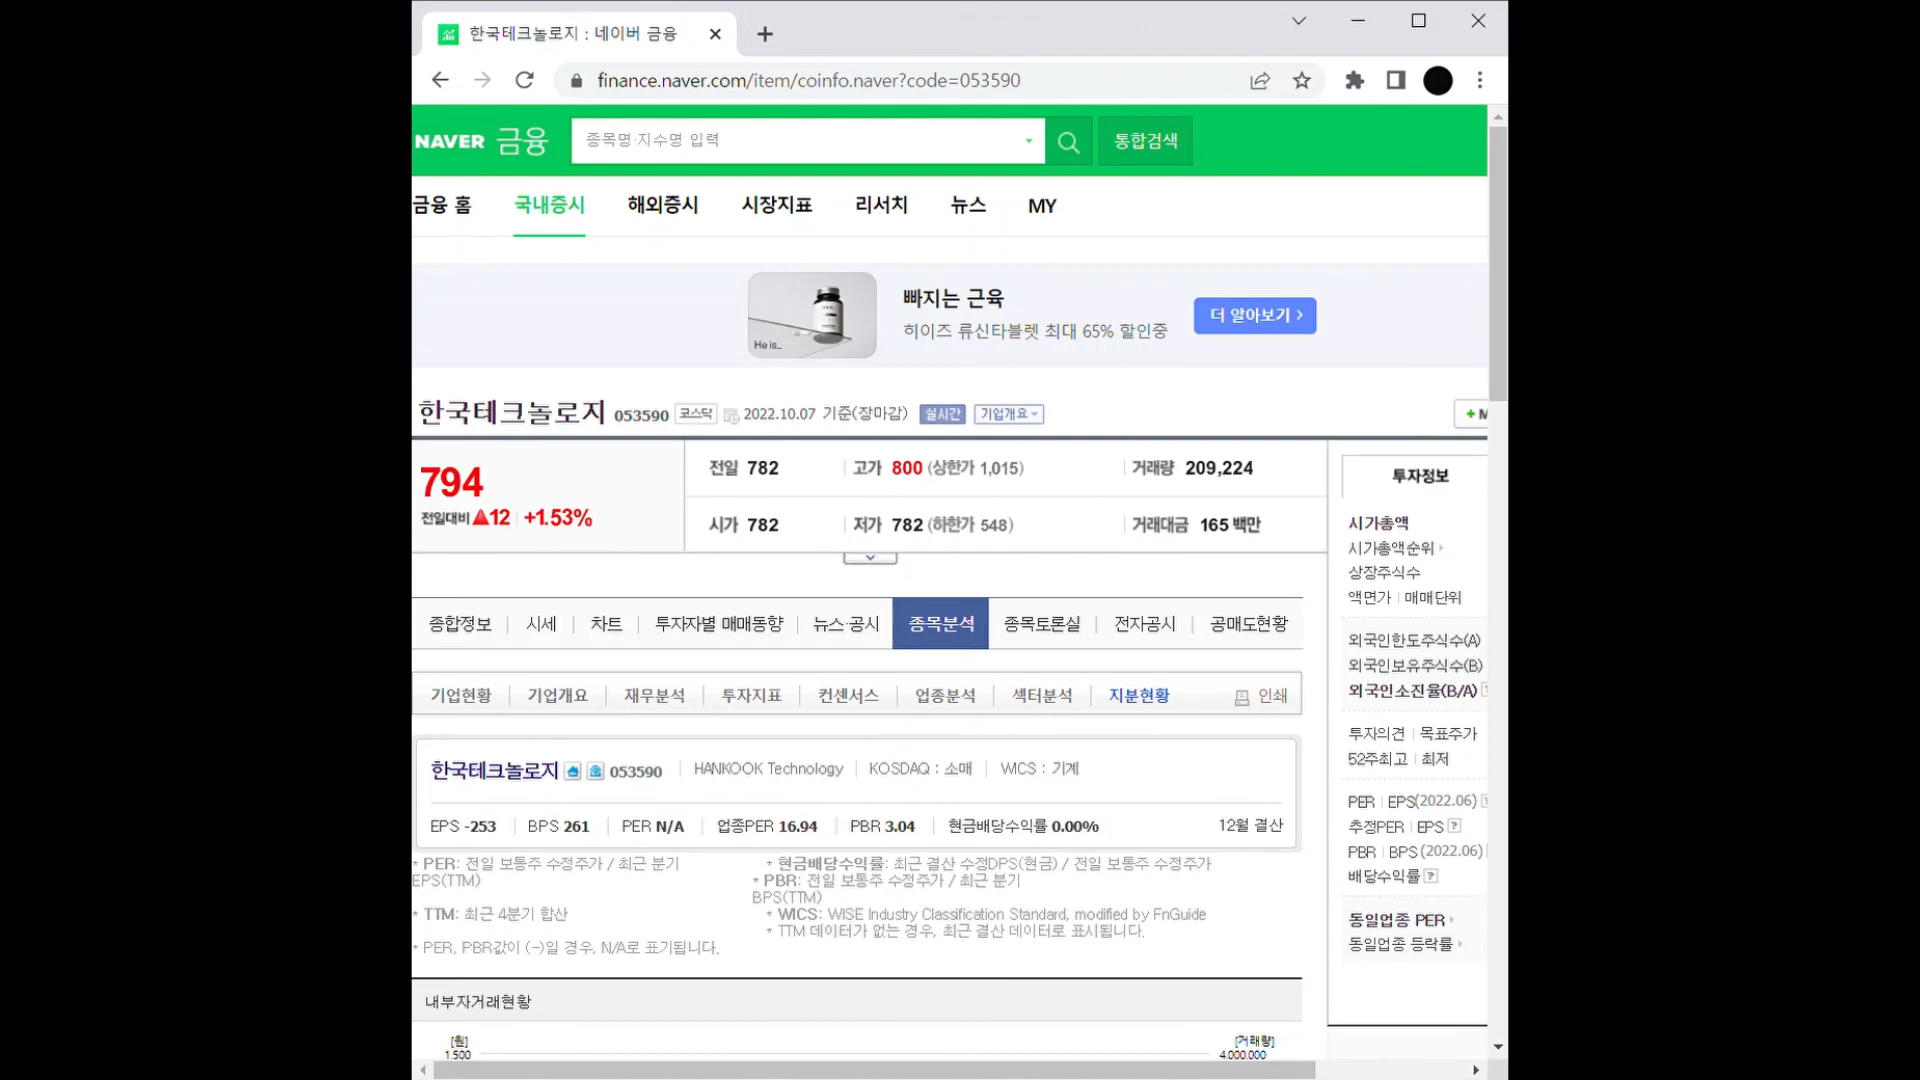 한국테크놀로지 : 네이버 금융
finance.naver.com/item/coinfo.naver?code=053590
NAVER 금융 종목명·지수명 입력 통합검색
금융 홈 국내증시 해외증시 시장지표 리서치 뉴스 MY
빠지는 근육
히이즈 류신타블렛 최대 65% 할인중
더 알아보기 >
He is_
한국테크놀로지 053590 코스닥 2022.10.07 기준(장마감) 실시간 기업개요
+ M
794
전일대비 ▲12 +1.53%
전일 782 고가 800 (상한가 1,015) 거래량 209,224
시가 782 저가 782 (하한가 548) 거래대금 165 백만
종합정보 시세 차트 투자자별 매매동향 뉴스·공시 종목분석 종목토론실 전자공시 공매도현황
기업현황 기업개요 재무분석 투자지표 컨센서스 업종분석 섹터분석 지분현황 인쇄
한국테크놀로지 053590 HANKOOK Technology KOSDAQ : 소매 WICS : 기계
EPS -253 BPS 261 PER N/A 업종PER 16.94 PBR 3.04 현금배당수익률 0.00% 12월 결산
* PER: 전일 보통주 수정주가 / 최근 분기
EPS(TTM)
* TTM: 최근 4분기 합산
* PER, PBR값이 (-)일 경우, N/A로 표기됩니다.
* 현금배당수익률: 최근 결산 수정DPS(현금) / 전일 보통주 수정주가
* PBR: 전일 보통주 수정주가 / 최근 분기
BPS(TTM)
* WICS: WISE Industry Classification Standard, modified by FnGuide
* TTM 데이터가 없는 경우, 최근 결산 데이터로 표시됩니다.
내부자거래현황
[원] [거래량]
1,500 4,000,000
투자정보
시가총액
시가총액순위
상장주식수
액면가 매매단위
외국인한도주식수(A)
외국인보유주식수(B)
외국인소진율(B/A)
투자의견 목표주가
52주최고 최저
PER EPS(2022.06)
추정PER EPS ?
PBR BPS (2022.06)
배당수익률 ?
동일업종 PER
동일업종 등락률